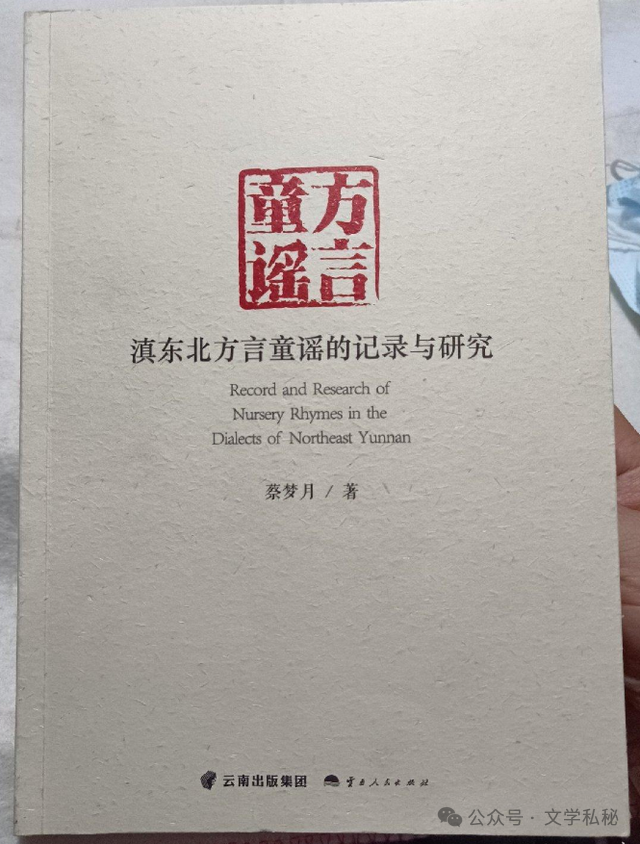 方言
童谣
滇东北方言童谣的记录与研究
Record and Research of
Nursery Rhymes in the
Dialects of Northeast Yunnan
蔡梦月 / 著
云南出版集团 云南人民出版社
公众号 · 文学私秘